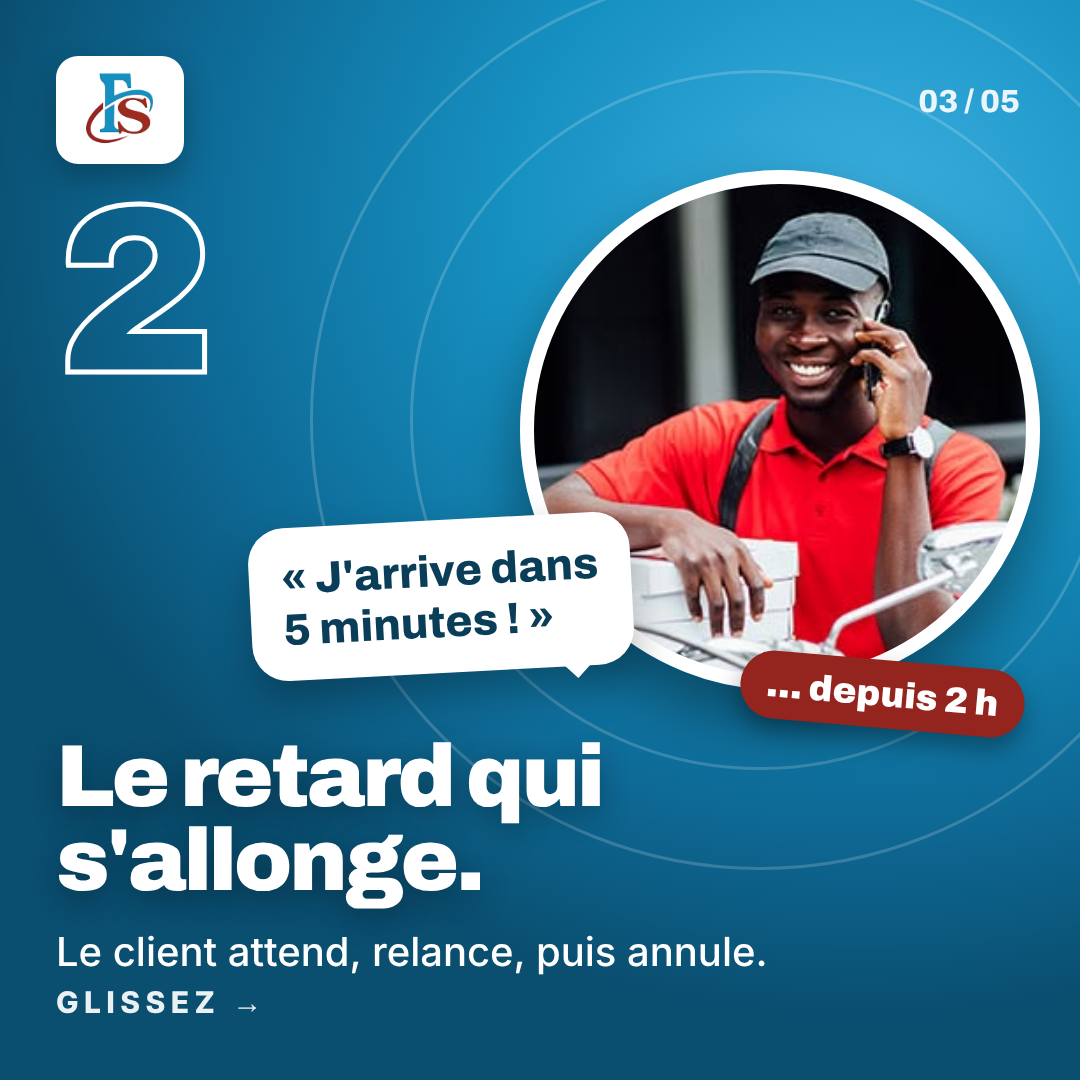 FS
03 / 05
2
« J'arrive dans
5 minutes ! »
... depuis 2 h
Le retard qui
s'allonge.
Le client attend, relance, puis annule.
GLISSEZ →